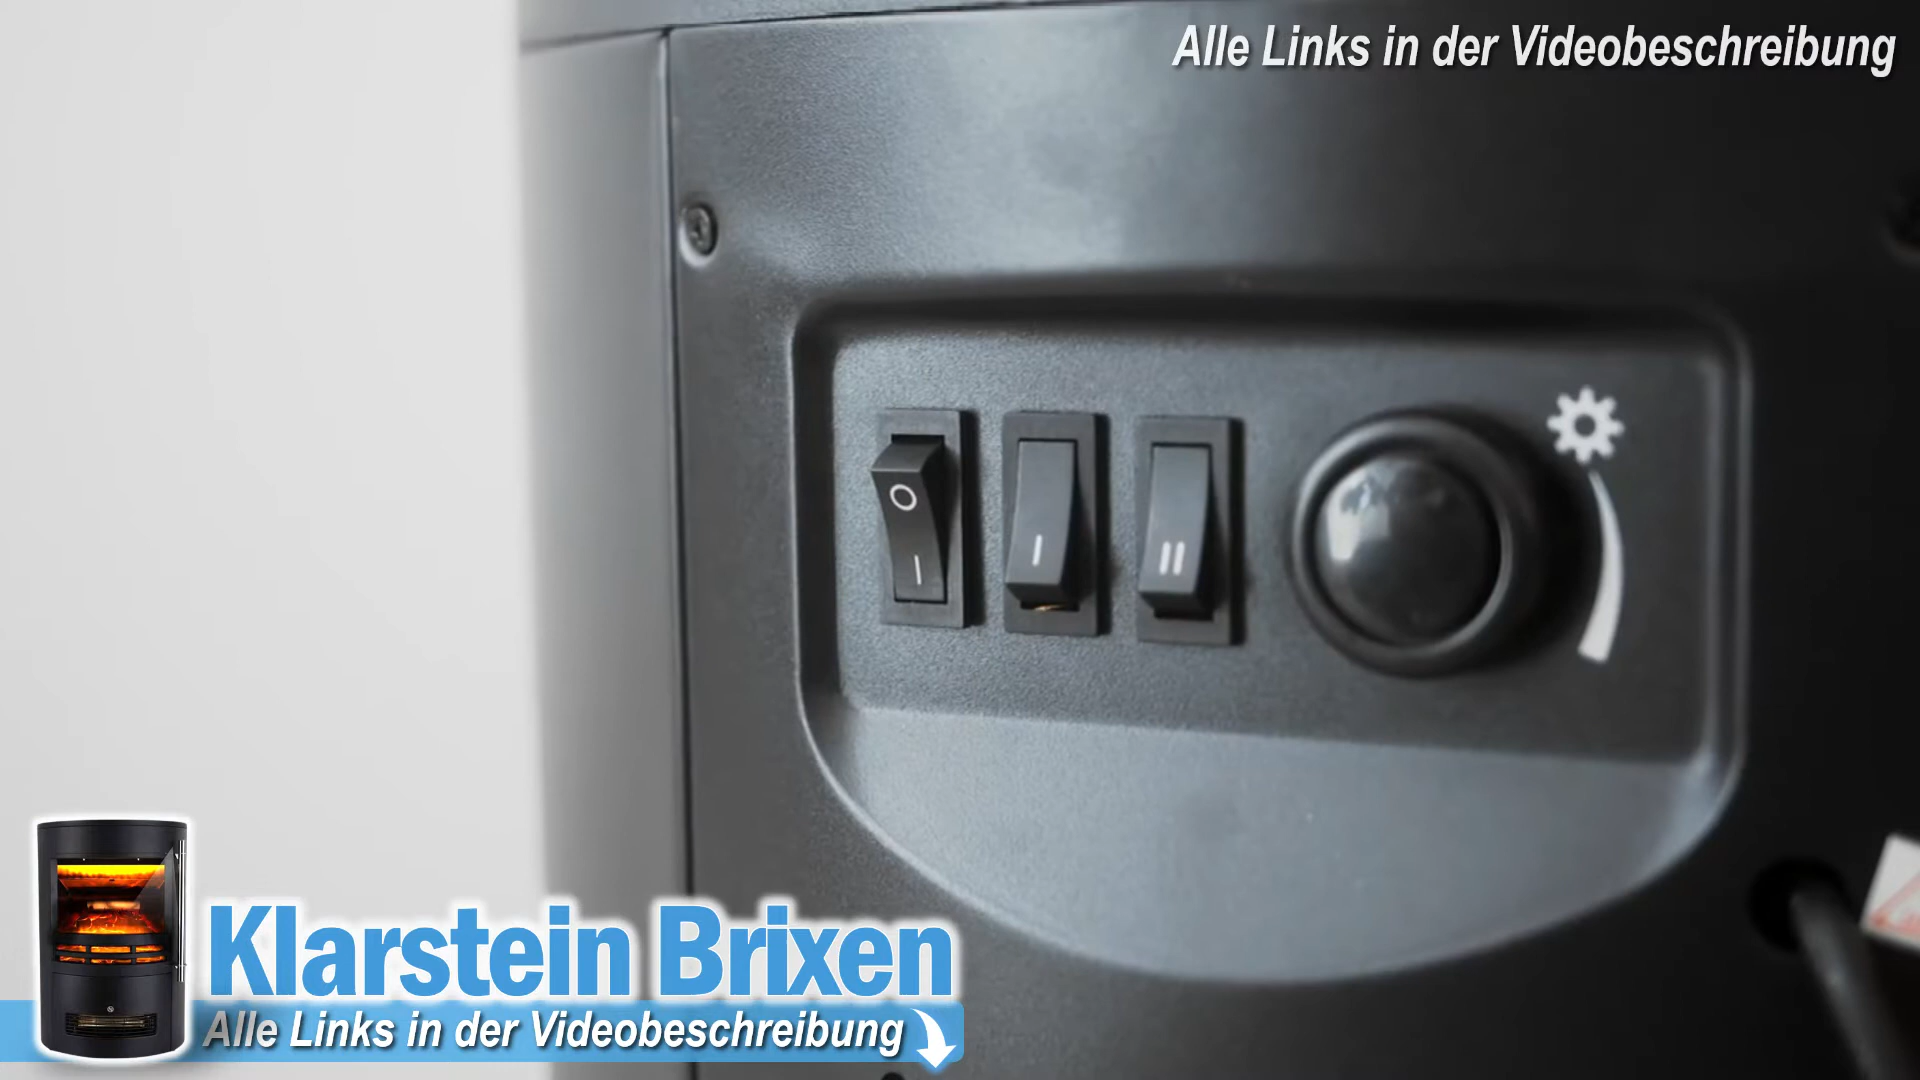 Alle Links in der Videobeschreibung
O
I
I
II
Klarstein Brixen
Alle Links in der Videobeschreibung